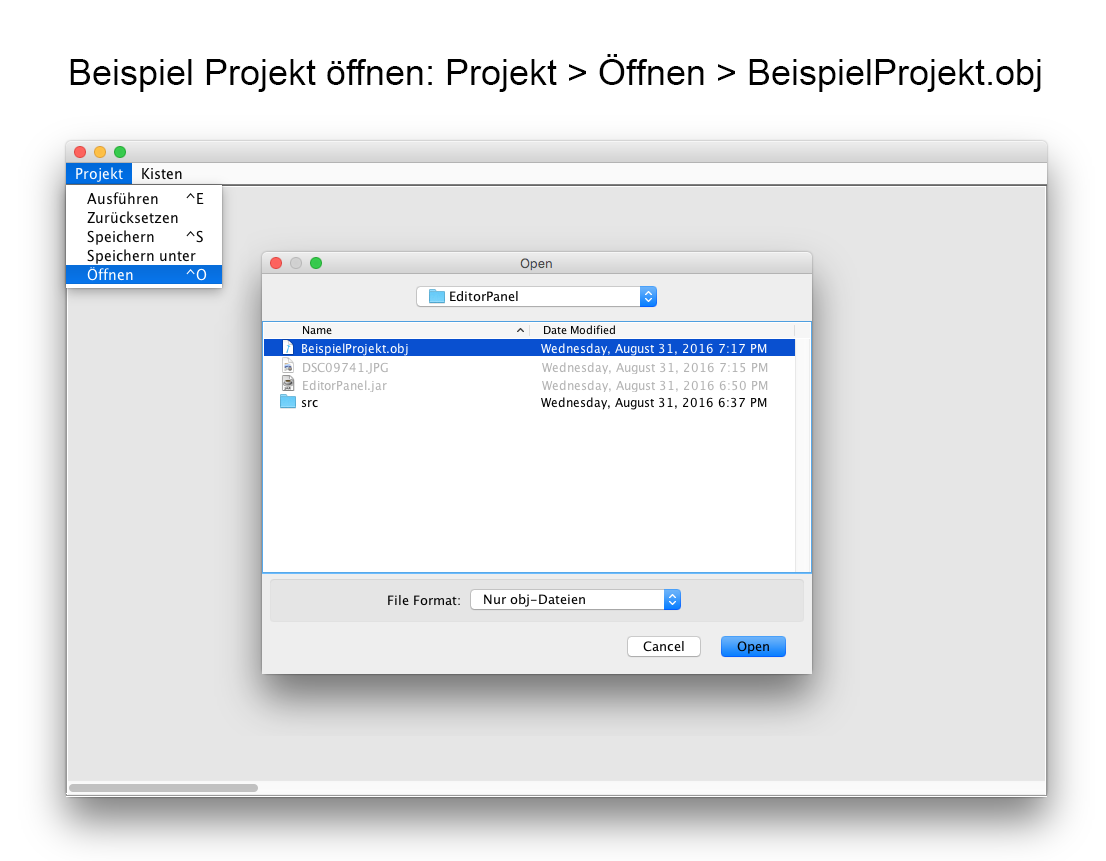 Beispiel Projekt öffnen: Projekt > Öffnen > BeispielProjekt.obj
Projekt Kisten
Ausführen ^E
Zurücksetzen
Speichern ^S
Speichern unter
Öffnen ^O
Open
EditorPanel
Name Date Modified
BeispielProjekt.obj Wednesday, August 31, 2016 7:17 PM
DSC09741.JPG Wednesday, August 31, 2016 7:15 PM
EditorPanel.jar Wednesday, August 31, 2016 6:50 PM
src Wednesday, August 31, 2016 6:37 PM
File Format: Nur obj-Dateien
Cancel Open